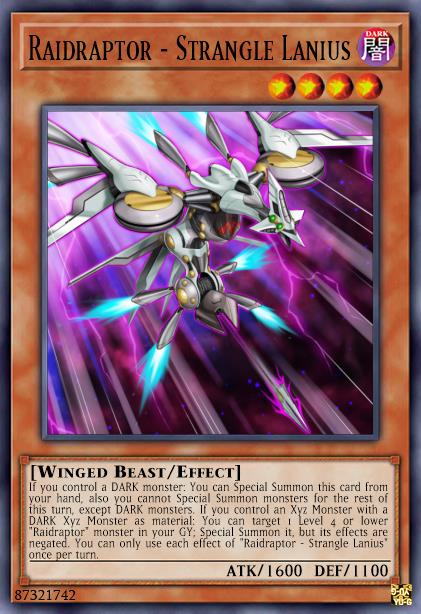 Raidraptor - Strangle Lanius
DARK
闇
[Winged Beast/Effect]
If you control a DARK monster: You can Special Summon this card from
your hand, also you cannot Special Summon monsters for the rest of
this turn, except DARK monsters. If you control an Xyz Monster with a
DARK Xyz Monster as material: You can target 1 Level 4 or lower
"Raidraptor" monster in your GY; Special Summon it, but its effects are
negated. You can only use each effect of "Raidraptor - Strangle Lanius"
once per turn.
ATK/1600 DEF/1100
87321742